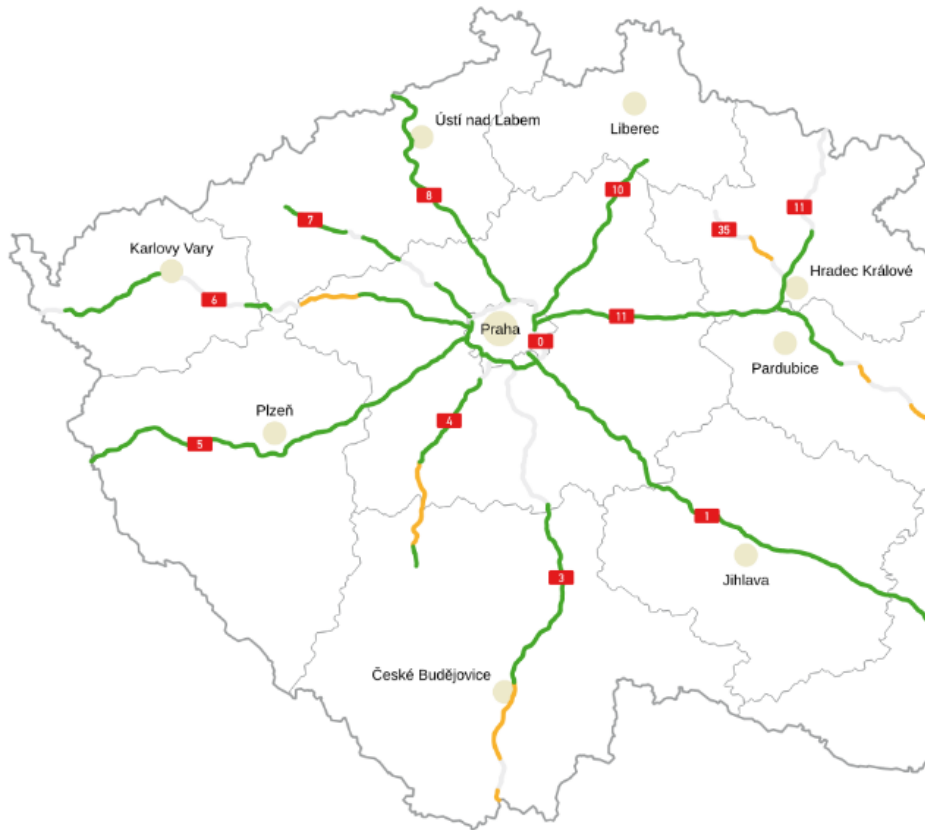 Ústí nad Labem
Liberec
8
10
7
35
11
Karlovy Vary
Hradec Králové
6
11
Praha
0
Pardubice
Plzeň
4
5
1
Jihlava
3
České Budějovice